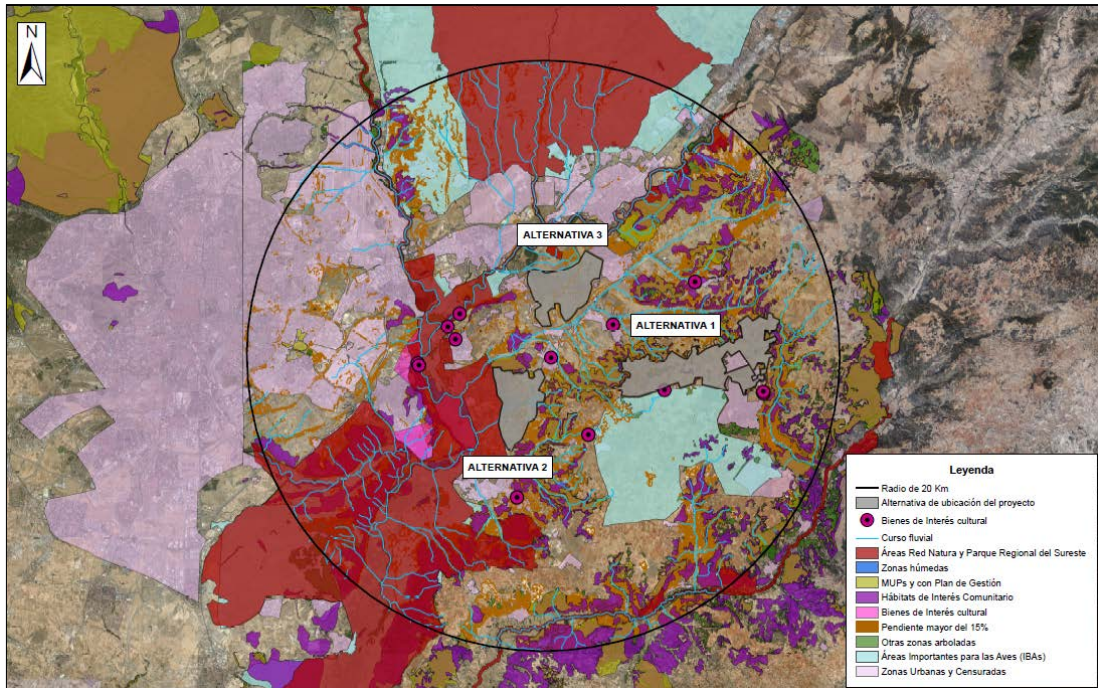 N
ALTERNATIVA 3
ALTERNATIVA 1
ALTERNATIVA 2
Leyenda
Radio de 20 Km
Alternativa de ubicación del proyecto
Bienes de Interés cultural
Curso fluvial
Áreas Red Natura y Parque Regional del Sureste
Zonas húmedas
MUPs y con Plan de Gestión
Hábitats de Interés Comunitario
Bienes de Interés cultural
Pendiente mayor del 15%
Otras zonas arboladas
Áreas Importantes para las Aves (IBAs)
Zonas Urbanas y Censuradas